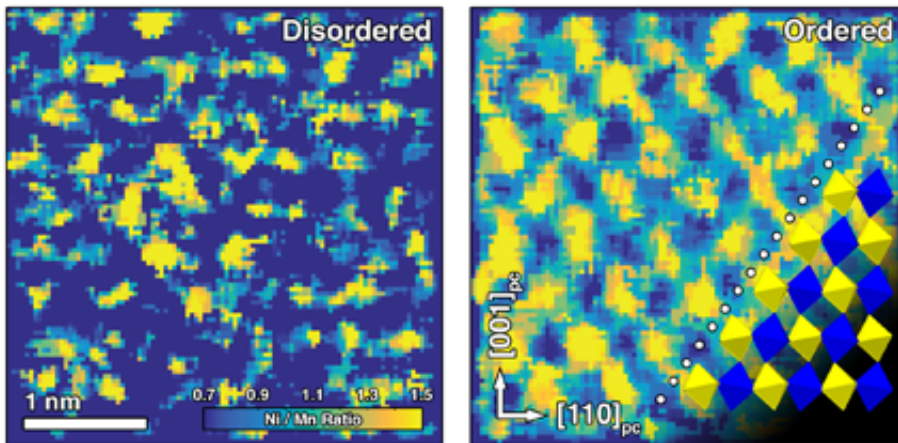 Disordered
1 nm
0.7 0.9 1.1 1.3 1.5
Ni / Mn Ratio
Ordered
[001]pc
[110]pc